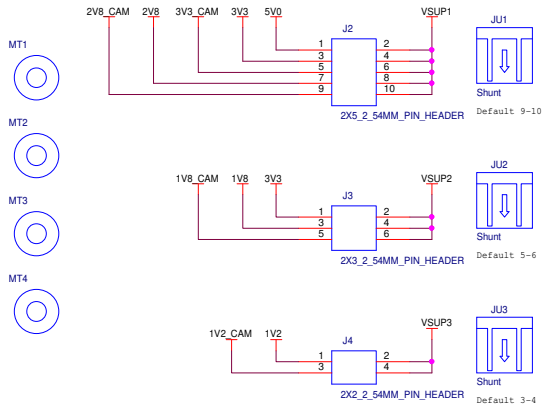 2V8_CAM 2V8 3V3_CAM 3V3 5V0 VSUP1
J2 JU1
MT1
1 2
3 4
5 6
7 8
9 10
Shunt
2X5_2_54MM_PIN_HEADER Default 9-10
MT2
1V8_CAM 1V8 3V3 VSUP2 JU2
J3
MT3
1 2
3 4
5 6
Shunt
2X3_2_54MM_PIN_HEADER Default 5-6
MT4
1V2_CAM 1V2 VSUP3 JU3
J4
1 2
3 4
Shunt
2X2_2_54MM_PIN_HEADER Default 3-4